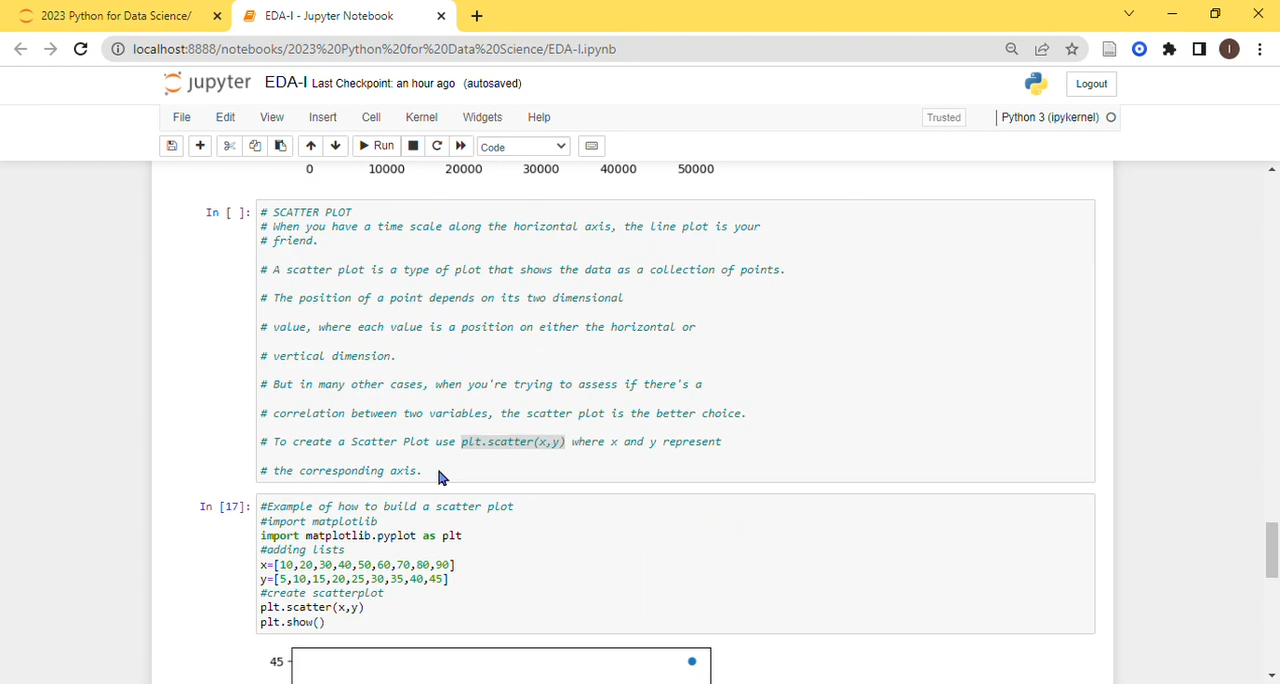 2023 Python for Data Science/
EDA-I - Jupyter Notebook
localhost:8888/notebooks/2023%20Python%20for%20Data%20Science/EDA-I.ipynb
I
jupyter EDA-I Last Checkpoint: an hour ago (autosaved)
Logout
File Edit View Insert Cell Kernel Widgets Help
Trusted
Python 3 (ipykernel)
Run
Code
0 10000 20000 30000 40000 50000
In [ ]: # SCATTER PLOT
# When you have a time scale along the horizontal axis, the line plot is your
# friend.
# A scatter plot is a type of plot that shows the data as a collection of points.
# The position of a point depends on its two dimensional
# value, where each value is a position on either the horizontal or
# vertical dimension.
# But in many other cases, when you're trying to assess if there's a
# correlation between two variables, the scatter plot is the better choice.
# To create a Scatter Plot use plt.scatter(x,y) where x and y represent
# the corresponding axis.
In [17]: #Example of how to build a scatter plot
#import matplotlib
import matplotlib.pyplot as plt
#adding lists
x=[10,20,30,40,50,60,70,80,90]
y=[5,10,15,20,25,30,35,40,45]
#create scatterplot
plt.scatter(x,y)
plt.show()
45